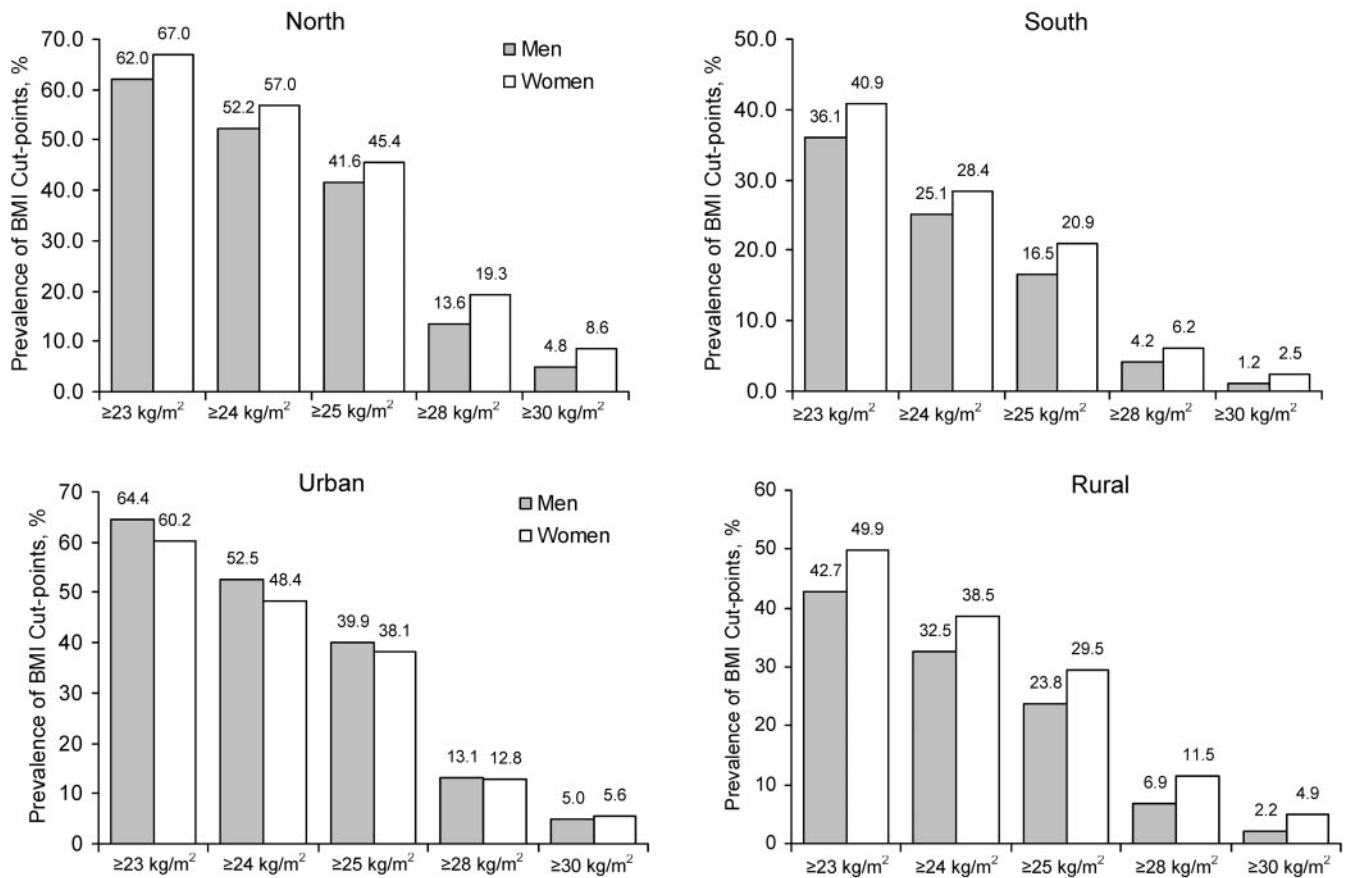 North
Prevalence of BMI Cut-points, %
70.0
60.0
50.0
40.0
30.0
20.0
10.0
0.0
Men
Women
62.0
67.0
52.2
57.0
41.6
45.4
13.6
19.3
4.8
8.6
≥23 kg/m²
≥24 kg/m²
≥25 kg/m²
≥28 kg/m²
≥30 kg/m²
South
Prevalence of BMI Cut-points, %
50.0
40.0
30.0
20.0
10.0
0.0
36.1
40.9
25.1
28.4
16.5
20.9
4.2
6.2
1.2
2.5
≥23 kg/m²
≥24 kg/m²
≥25 kg/m²
≥28 kg/m²
≥30 kg/m²
Urban
Prevalence of BMI Cut-points, %
70
60
50
40
30
20
10
0
Men
Women
64.4
60.2
52.5
48.4
39.9
38.1
13.1
12.8
5.0
5.6
≥23 kg/m²
≥24 kg/m²
≥25 kg/m²
≥28 kg/m²
≥30 kg/m²
Rural
Prevalence of BMI Cut-points, %
60
50
40
30
20
10
0
42.7
49.9
32.5
38.5
23.8
29.5
6.9
11.5
2.2
4.9
≥23 kg/m²
≥24 kg/m²
≥25 kg/m²
≥28 kg/m²
≥30 kg/m²